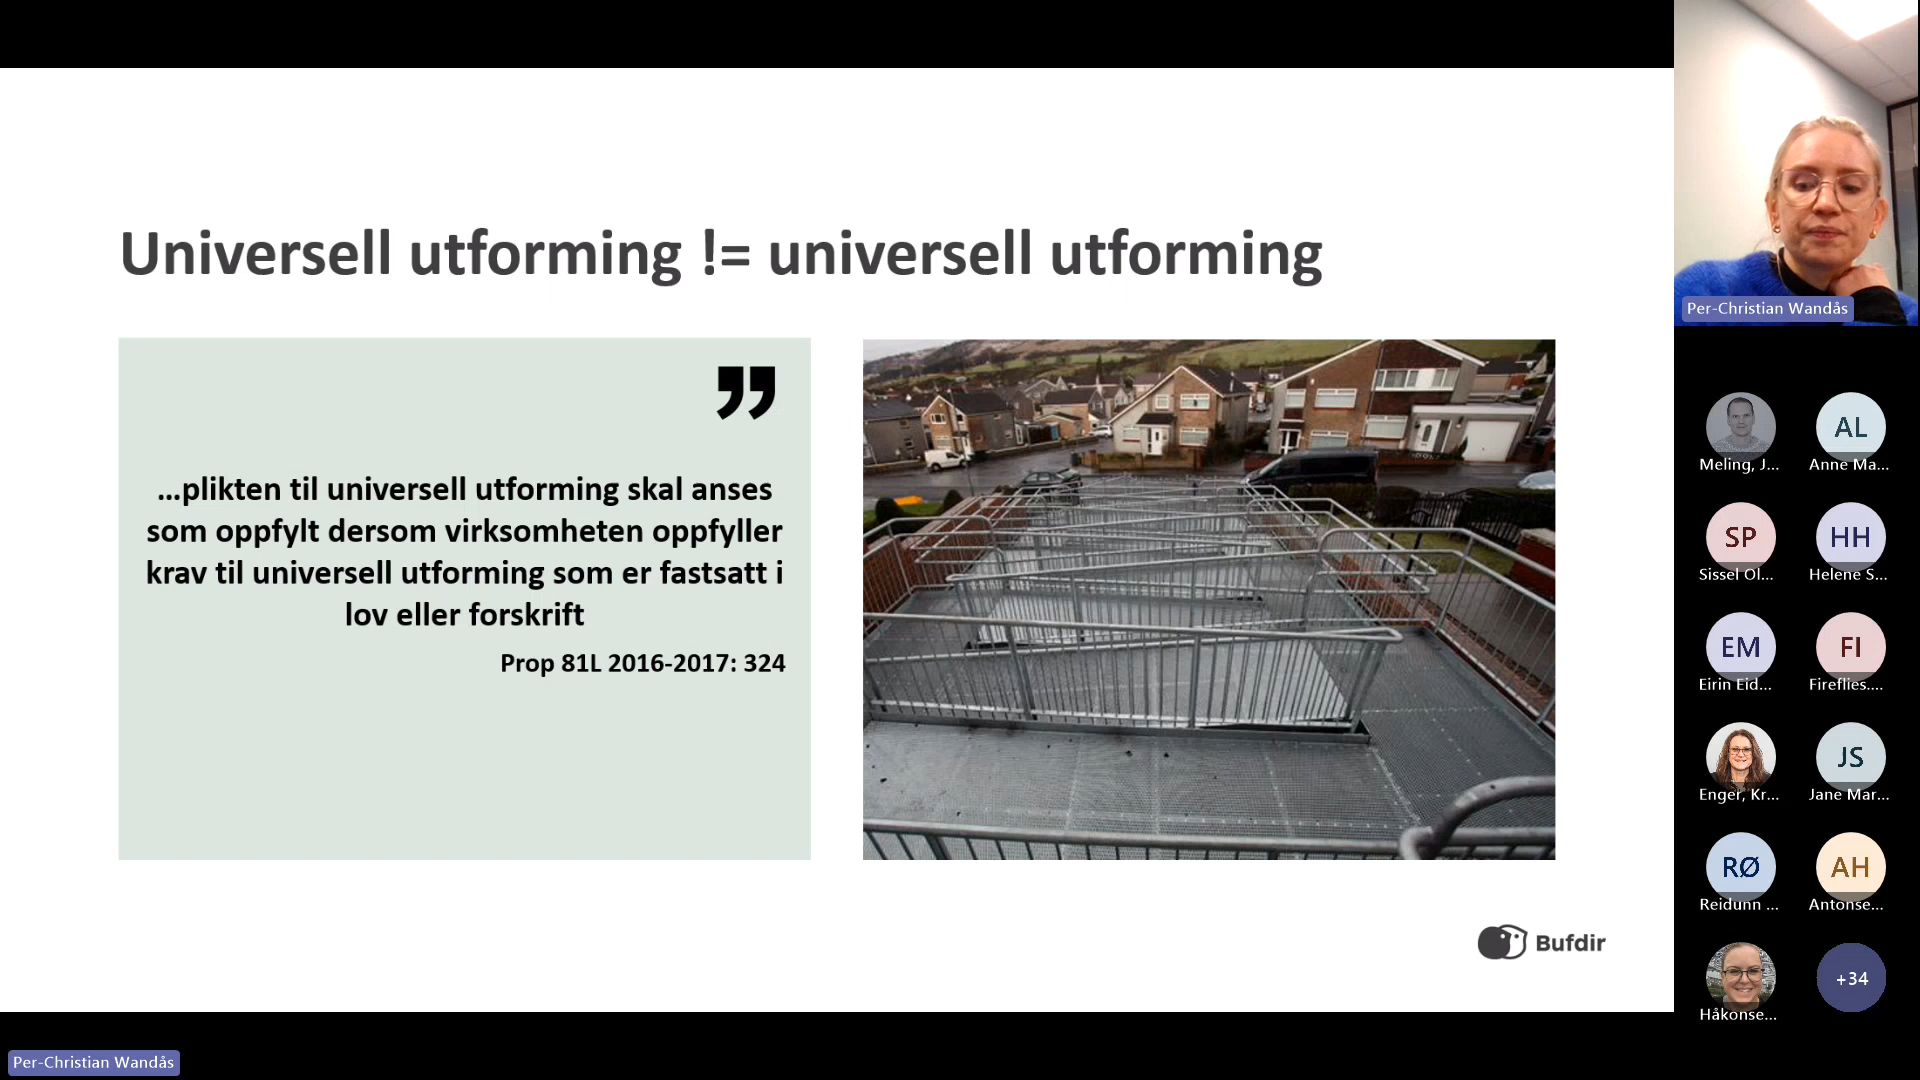 Universell utforming != universell utforming
”
...plikten til universell utforming skal anses
som oppfylt dersom virksomheten oppfyller
krav til universell utforming som er fastsatt i
lov eller forskrift
Prop 81L 2016-2017: 324
Bufdir
Per-Christian Wandås
Meling, J...
AL
Anne Ma...
SP
Sissel Ol...
HH
Helene S...
EM
Eirin Eid...
FI
Fireflies....
Enger, Kr...
JS
Jane Mar...
RØ
Reidunn ...
AH
Antonse...
Håkonse...
+34
Per-Christian Wandås